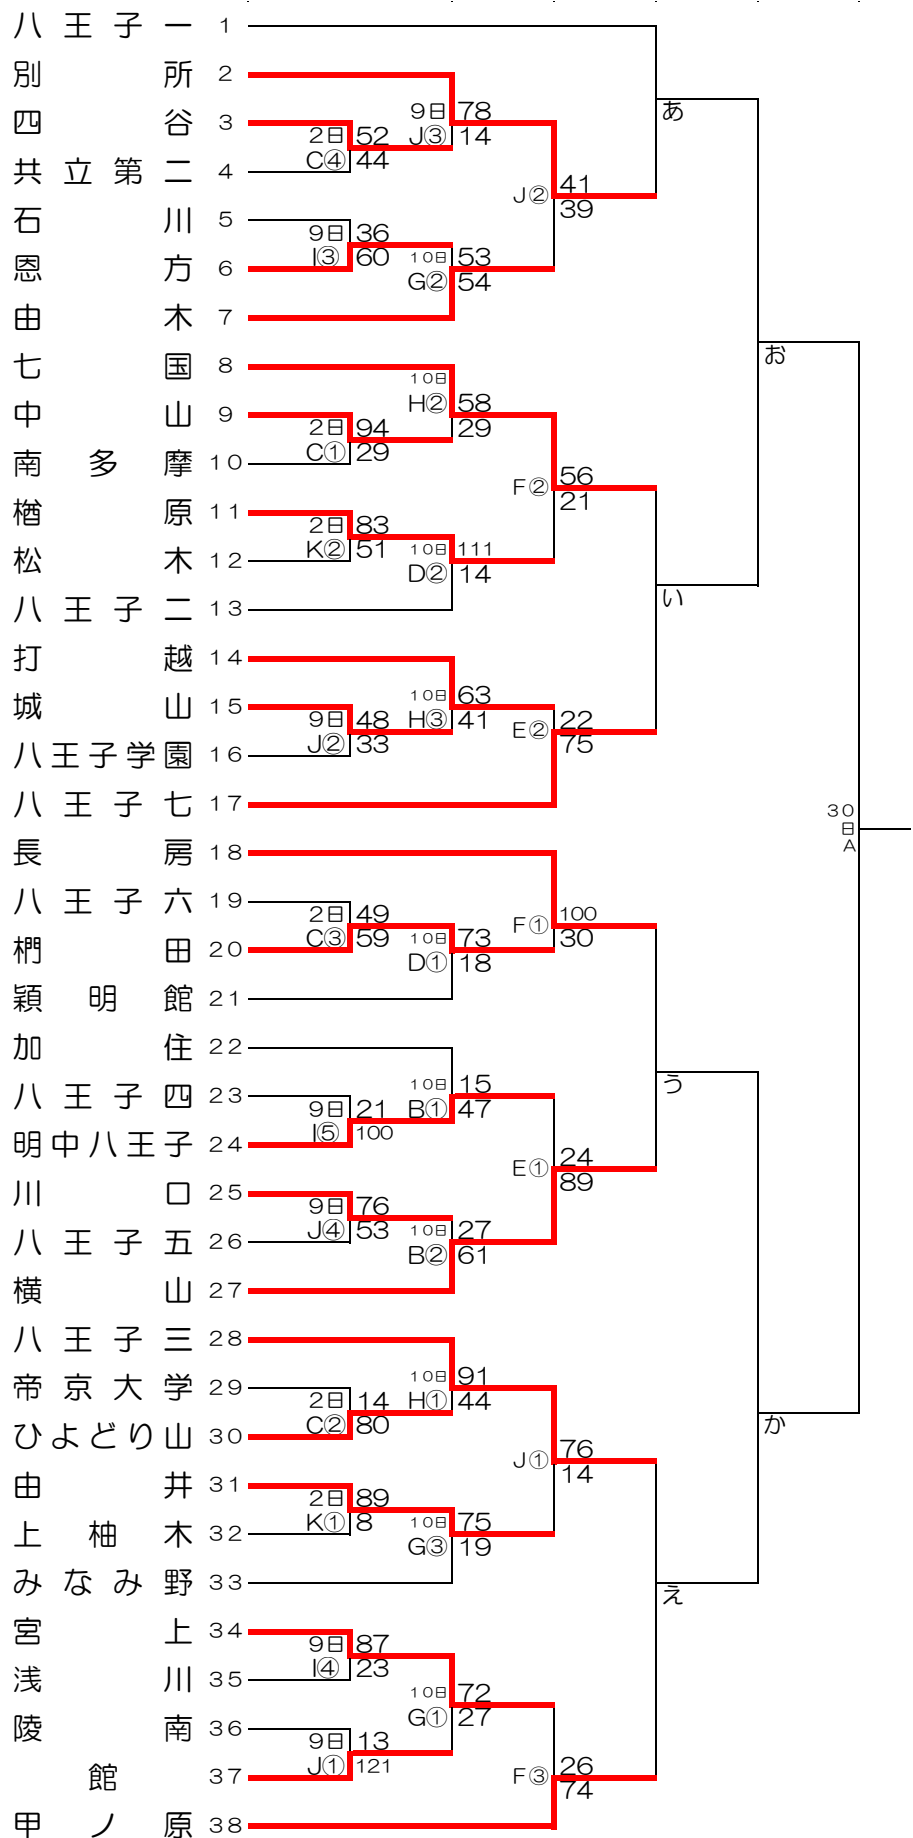 八王子一 1
別所 2
あ
9日 78
四谷 3
2日 52 J③ 14
C④ 44
共立第二 4
J② 41
39
石川 5
9日 36
I③ 60 10日 53
恩方 6
G② 54
由木 7
お
七国 8
10日
H② 58
中山 9
2日 94 29
C① 29
南多摩 10
F② 56
21
楢原 11
2日 83
K② 51 10日 111
松木 12
D② 14
い
八王子二 13
打越 14
10日 63
城山 15
9日 48 H③ 41 E② 22
J② 33 75
八王子学園 16
八王子七 17
30日A
長房 18
八王子六 19
2日 49 F① 100
C③ 59 10日 73 30
椚田 20
D① 18
穎明館 21
加住 22
う
10日 15
八王子四 23
9日 21 B① 47
I⑤ 100
明中八王子 24
E① 24
89
川口 25
9日 76
J④ 53 10日 27
八王子五 26
B② 61
横山 27
八王子三 28
10日 91
帝京大学 29
2日 14 H① 44
C② 80
か
ひよどり山 30
J① 76
14
由井 31
2日 89
K① 8 10日 75
上柚木 32
G③ 19
みなみ野 33
え
宮上 34
9日 87
I④ 23
浅川 35
10日 72
G① 27
陵南 36
9日 13
J① 121 F③ 26
館 37
74
甲ノ原 38